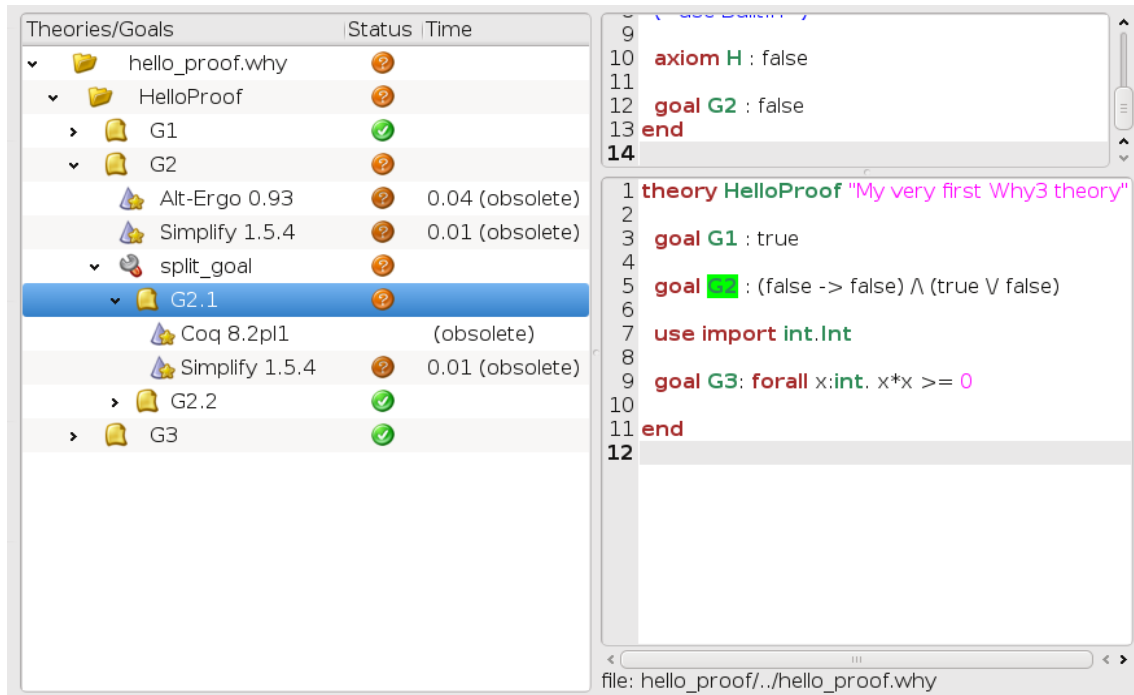 Theories/Goals Status Time
hello_proof.why
HelloProof
G1
G2
Alt-Ergo 0.93 0.04 (obsolete)
Simplify 1.5.4 0.01 (obsolete)
split_goal
G2.1
Coq 8.2pl1 (obsolete)
Simplify 1.5.4 0.01 (obsolete)
G2.2
G3
9
10 axiom H : false
11
12 goal G2 : false
13 end
14
1 theory HelloProof "My very first Why3 theory"
2
3 goal G1 : true
4
5 goal G2 : (false -> false) /\ (true \/ false)
6
7 use import int.Int
8
9 goal G3: forall x:int. x*x >= 0
10
11 end
12
file: hello_proof/../hello_proof.why